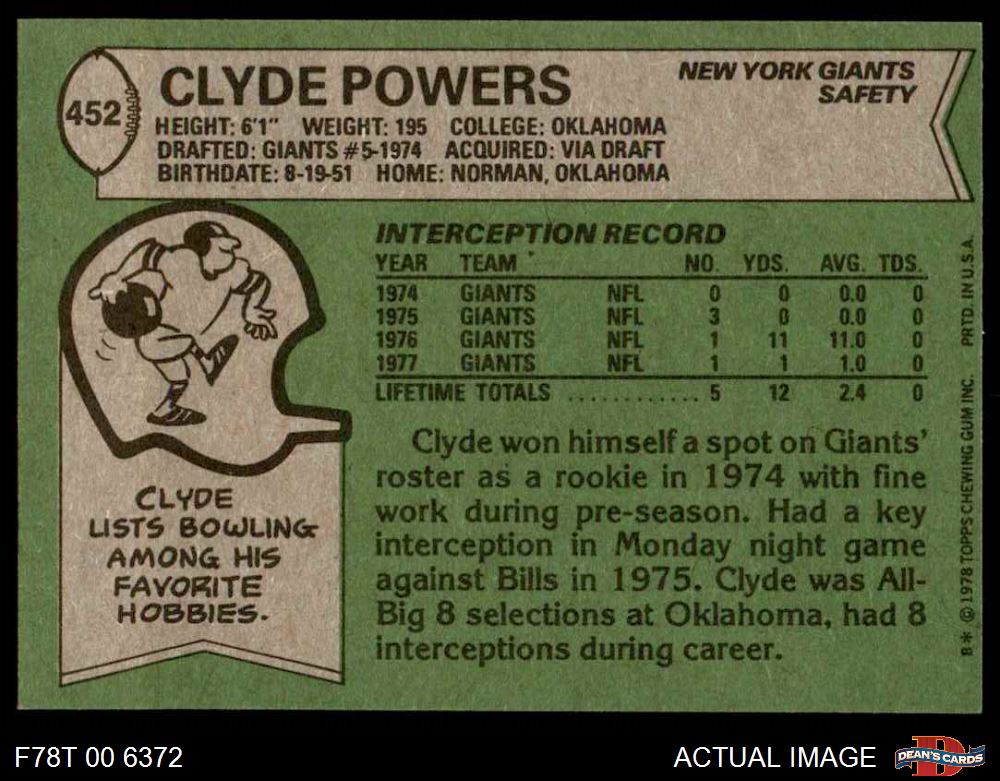 452
CLYDE POWERS
NEW YORK GIANTS
SAFETY
HEIGHT: 6'1" WEIGHT: 195 COLLEGE: OKLAHOMA
DRAFTED: GIANTS #5-1974 ACQUIRED: VIA DRAFT
BIRTHDATE: 8-19-51 HOME: NORMAN, OKLAHOMA
INTERCEPTION RECORD
YEAR TEAM NO. YDS. AVG. TDS.
1974 GIANTS NFL 0 0 0.0 0
1975 GIANTS NFL 3 0 0.0 0
1976 GIANTS NFL 1 11 11.0 0
1977 GIANTS NFL 1 1 1.0 0
LIFETIME TOTALS ............ 5 12 2.4 0
Clyde won himself a spot on Giants'
roster as a rookie in 1974 with fine
work during pre-season. Had a key
interception in Monday night game
against Bills in 1975. Clyde was All-
Big 8 selections at Oklahoma, had 8
interceptions during career.
CLYDE
LISTS BOWLING
AMONG HIS
FAVORITE
HOBBIES.
8* © 1978 TOPPS CHEWING GUM INC. PRTD. IN U.S.A.
F78T 00 6372
ACTUAL IMAGE
D
DEAN'S CARDS